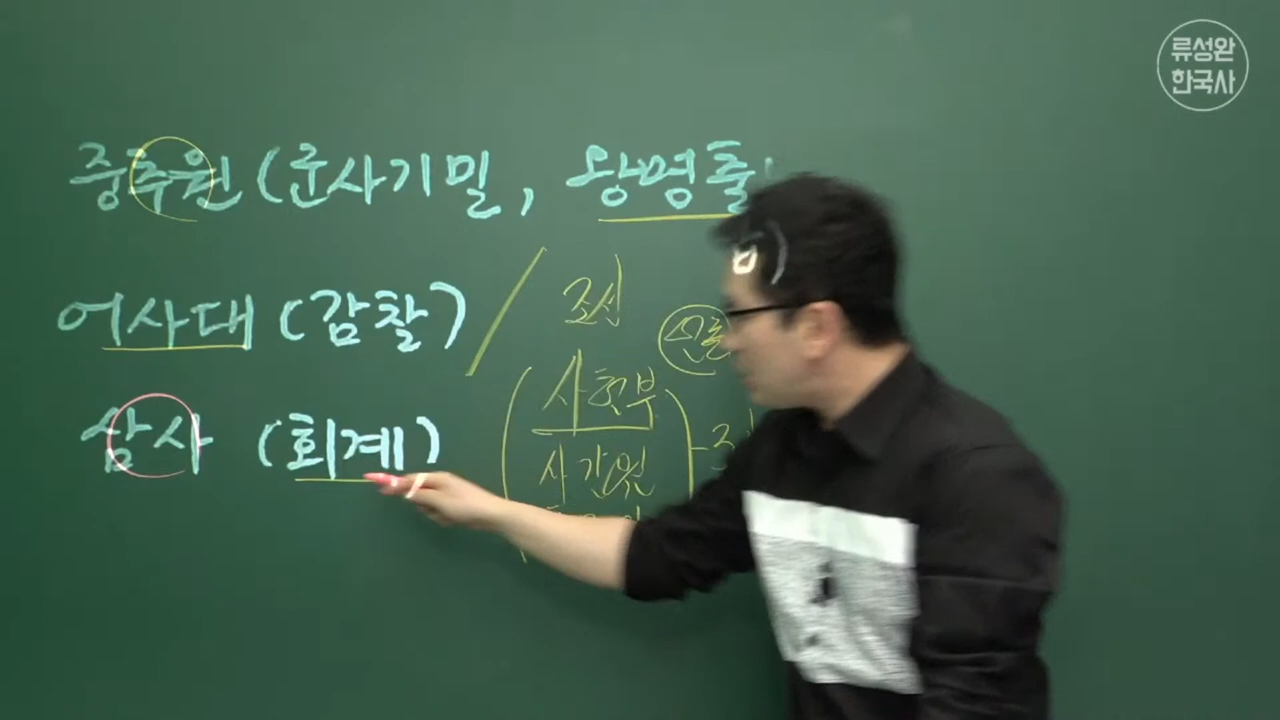 류성완
한국사
중추원 (군사기밀, 왕명출
어사대 (감찰) / 조선
삼사 (회계)
사헌부
사간원